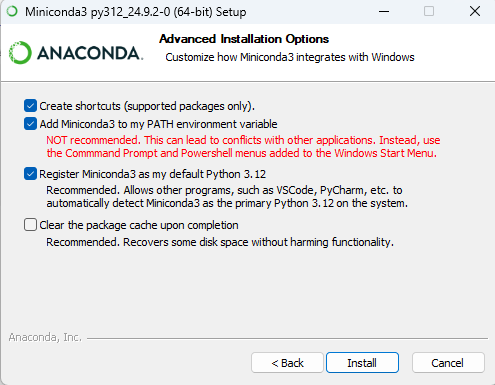 Miniconda3 py312_24.9.2-0 (64-bit) Setup
ANACONDA.
Advanced Installation Options
Customize how Miniconda3 integrates with Windows
Create shortcuts (supported packages only).
Add Miniconda3 to my PATH environment variable
NOT recommended. This can lead to conflicts with other applications. Instead, use
the Commmand Prompt and Powershell menus added to the Windows Start Menu.
Register Miniconda3 as my default Python 3.12
Recommended. Allows other programs, such as VSCode, PyCharm, etc. to
automatically detect Miniconda3 as the primary Python 3.12 on the system.
Clear the package cache upon completion
Recommended. Recovers some disk space without harming functionality.
Anaconda, Inc.
< Back
Install
Cancel